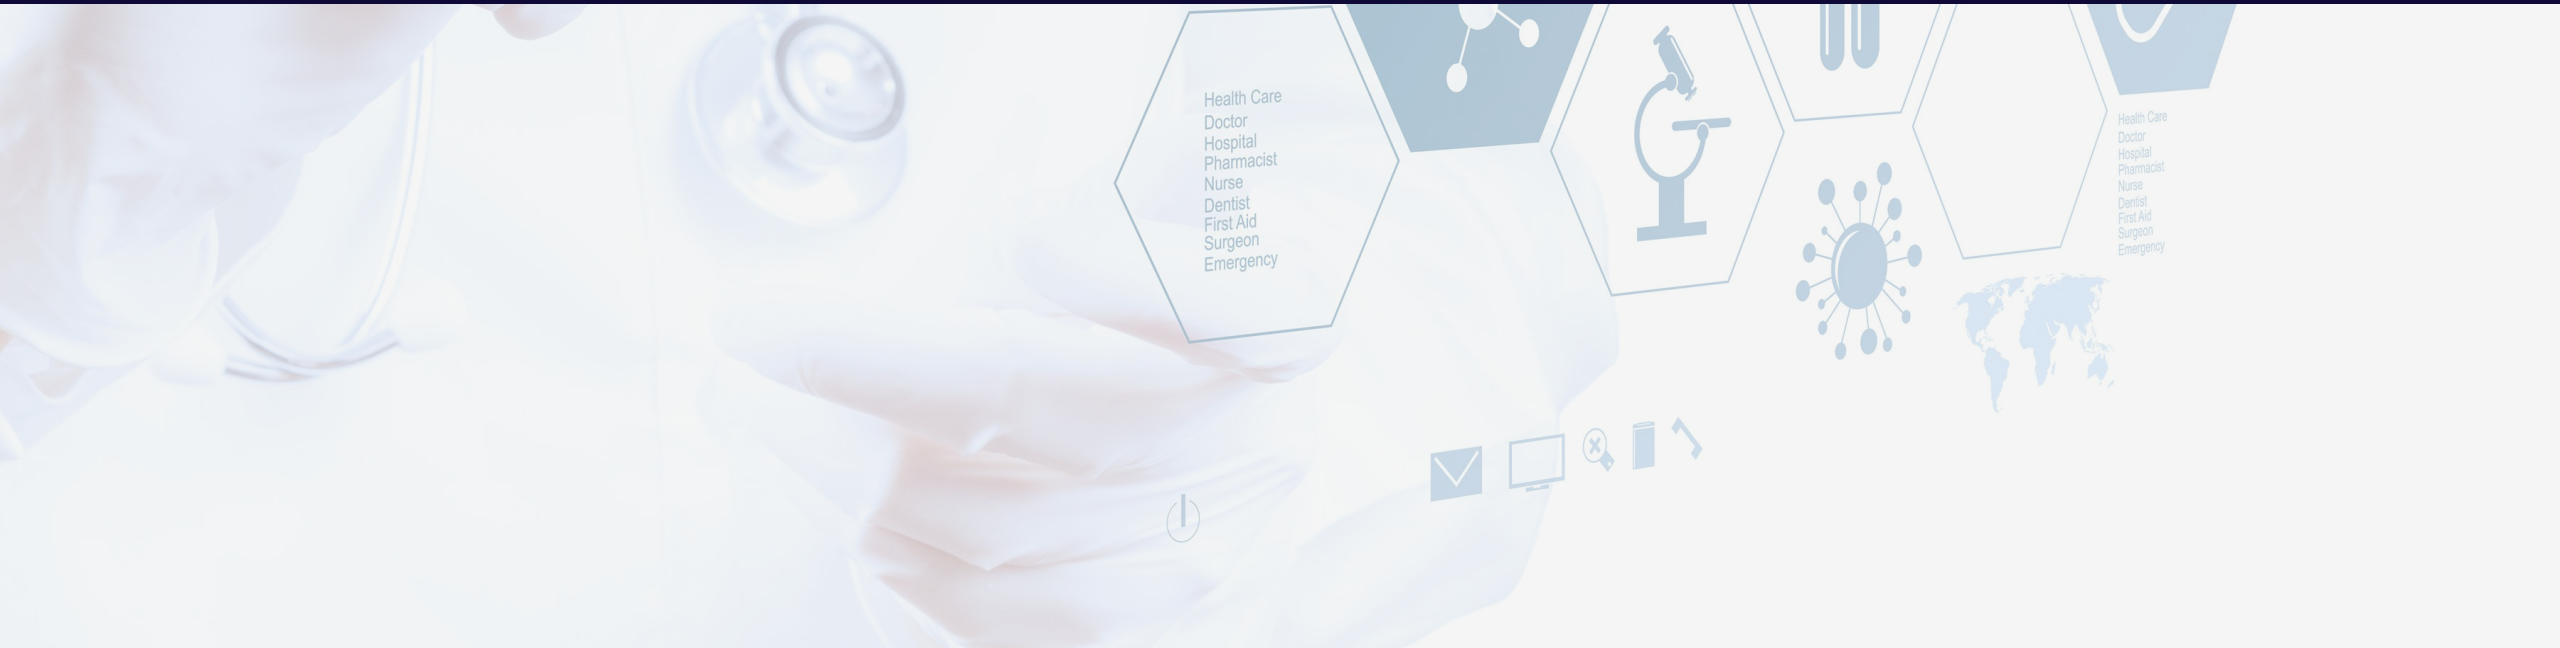 Health Care
Doctor
Hospital
Pharmacist
Nurse
Dentist
First Aid
Surgeon
Emergency
Health Care
Doctor
Hospital
Pharmacist
Nurse
Dentist
First Aid
Surgeon
Emergency